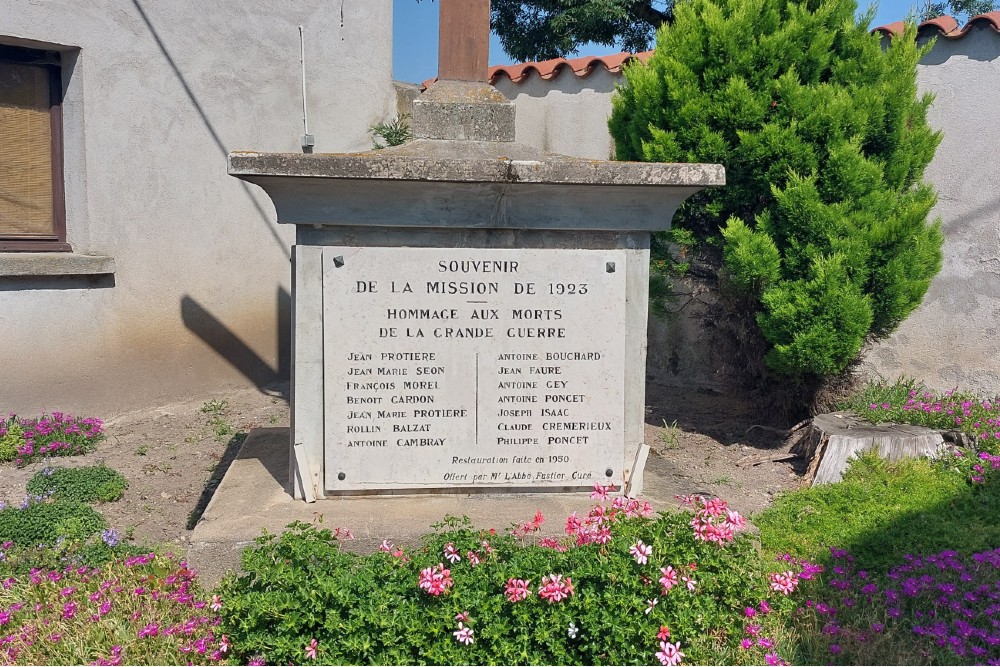 SOUVENIR
DE LA MISSION DE 1923
HOMMAGE AUX MORTS
DE LA GRANDE GUERRE
JEAN PROTIERE
JEAN MARIE SEON
FRANÇOIS MOREL
BENOIT GARDON
JEAN MARIE PROTIERE
ROLLIN BALZAT
ANTOINE CAMBRAY
ANTOINE BOUCHARD
JEAN FAURE
ANTOINE GEY
ANTOINE PONCET
JOSEPH ISAAC
CLAUDE CREMERIEUX
PHILIPPE PONCET
Restauration faite en 1950
Offert par Mr L'Abbé Fustier Curé